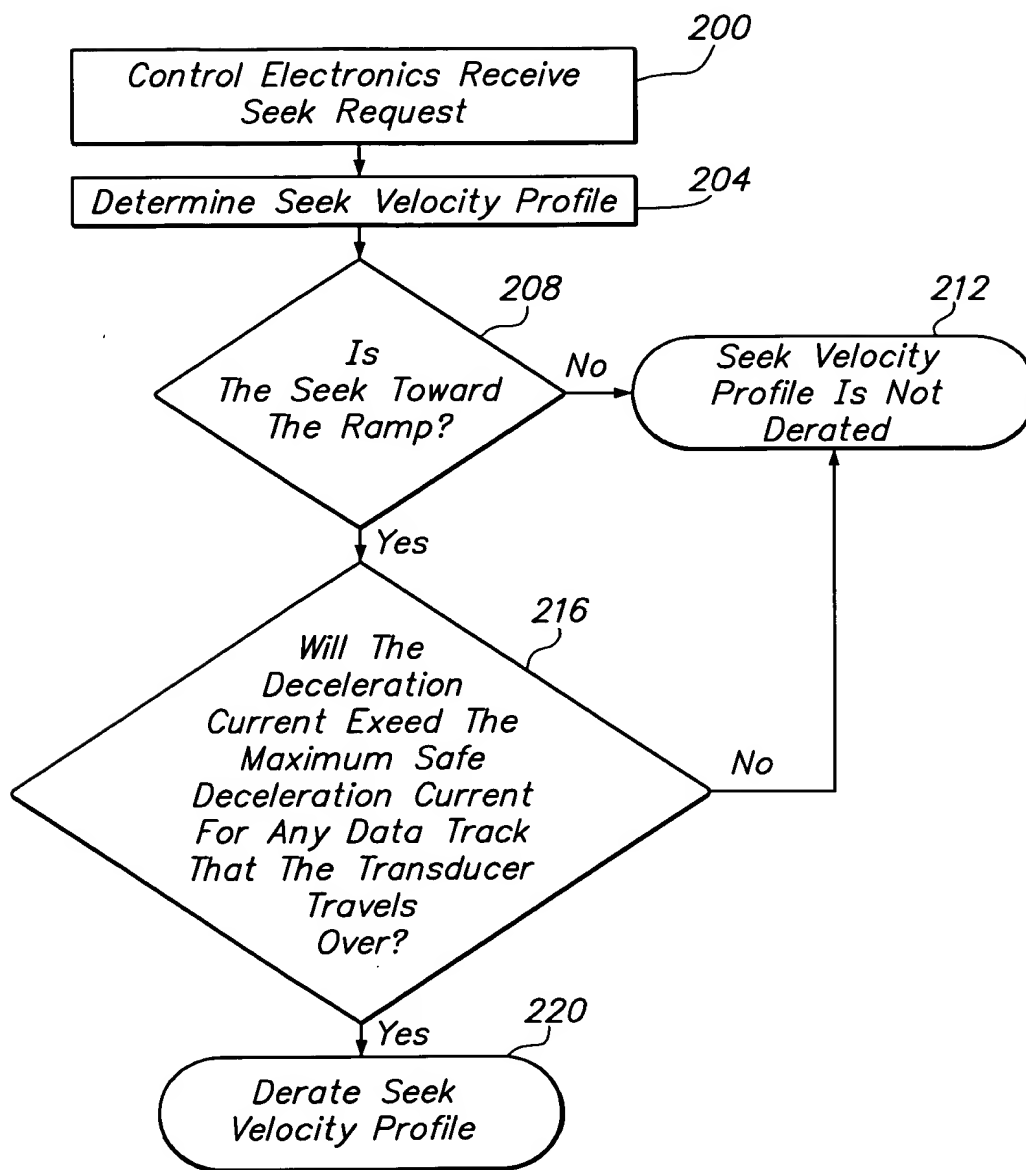 200
Control Electronics Receive
Seek Request
204
Determine Seek Velocity Profile
208
Is
The Seek Toward
The Ramp?
No
212
Seek Velocity
Profile Is Not
Derated
Yes
216
Will The
Deceleration
Current Exeed The
Maximum Safe
Deceleration Current
For Any Data Track
That The Transducer
Travels
Over?
No
Yes
220
Derate Seek
Velocity Profile